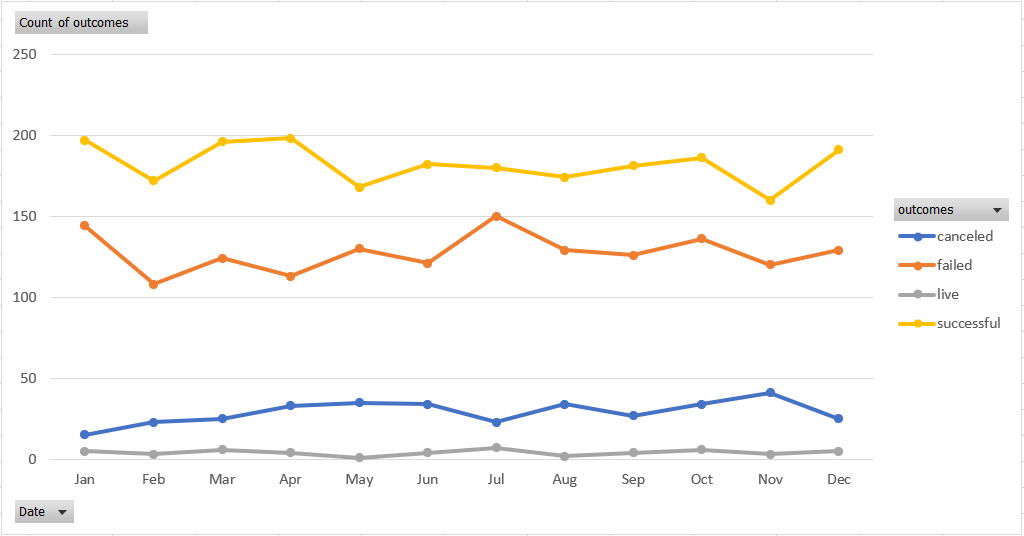 Count of outcomes
250
200
150
100
50
0
Jan Feb Mar Apr May Jun Jul Aug Sep Oct Nov Dec
outcomes
canceled
failed
live
successful
Date